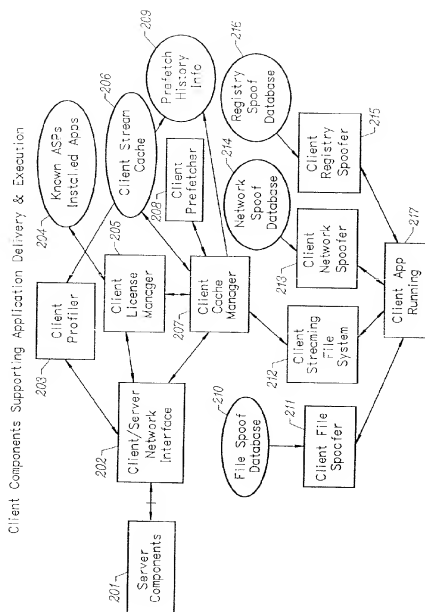 Client Components Supporting Application Delivery & Execution
201
Server
Components
202
Client/Server
Network
Interface
203
Client
Profiler
204
Known ASPs
Installed Apps
205
Client
License
Manager
206
Client Stream
Cache
207
Client
Cache
Manager
208
Client
Prefetcher
209
Prefetch
History
Info
210
File Spoof
Database
211
Client File
Spoofer
212
Client
Streaming
File
System
213
Client
Network
Spoofer
214
Network
Spoof
Database
215
Client
Registry
Spoofer
216
Registry
Spoof
Database
217
Client App
Running